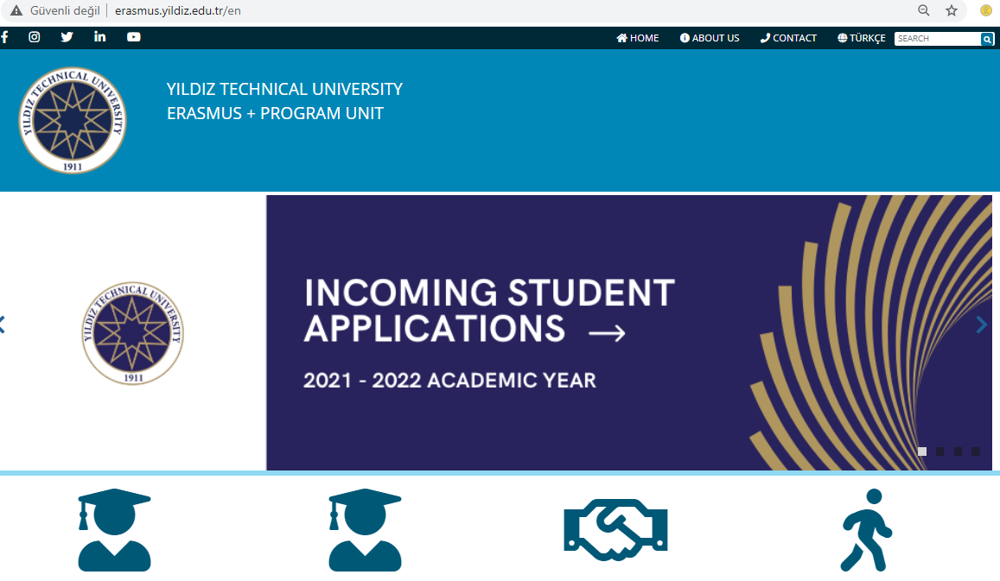 Güvenli değil
erasmus.yildiz.edu.tr/en
HOME
ABOUT US
CONTACT
TÜRKÇE
SEARCH
YILDIZ TECHNICAL UNIVERSITY
1911
YILDIZ TECHNICAL UNIVERSITY
ERASMUS + PROGRAM UNIT
YILDIZ TECHNICAL UNIVERSITY
1911
INCOMING STUDENT
APPLICATIONS →
2021 - 2022 ACADEMIC YEAR